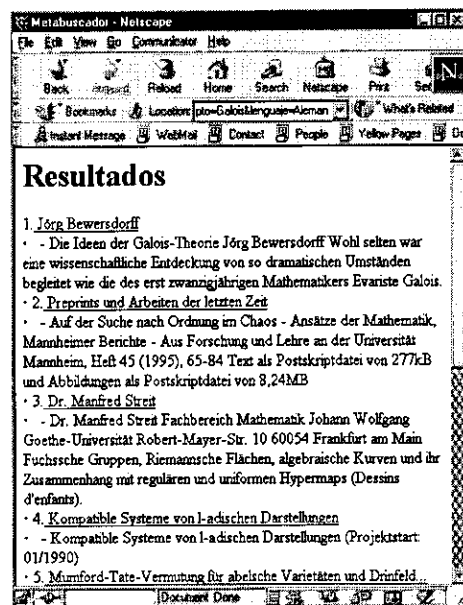 Metabuscador - Netscape
File Edit View Go Communicator Help
Back Forward Reload Home Search Netscape Print
Bookmarks Location: pto=Galois&lenguaje=Aleman What's Related
Instant Message WebMail Contact People Yellow Pages
Resultados
1. Jörg Bewersdorff
- Die Ideen der Galois-Theorie Jörg Bewersdorff Wohl selten war
eine wissenschaftliche Entdeckung von so dramatischen Umständen
begleitet wie die des erst zwanzigjährigen Mathematikers Evariste Galois.
2. Preprints und Arbeiten der letzten Zeit
- Auf der Suche nach Ordnung im Chaos - Ansätze der Mathematik,
Mannheimer Berichte - Aus Forschung und Lehre an der Universität
Mannheim, Heft 45 (1995), 65-84 Text als Postskriptdatei von 277kB
und Abbildungen als Postskriptdatei von 8,24MB
3. Dr. Manfred Streit
- Dr. Manfred Streit Fachbereich Mathematik Johann Wolfgang
Goethe-Universität Robert-Mayer-Str. 10 60054 Frankfurt am Main
Fuchssche Gruppen, Riemannsche Flächen, algebraische Kurven und ihr
Zusammenhang mit regulären und uniformen Hypermaps (Dessins
d'enfants).
4. Kompatible Systeme von l-adischen Darstellungen
- Kompatible Systeme von l-adischen Darstellungen (Projektstart:
01/1990)
5. Mumford-Tate-Vermutung für abelsche Varietäten und Drinfeld...
Document Done